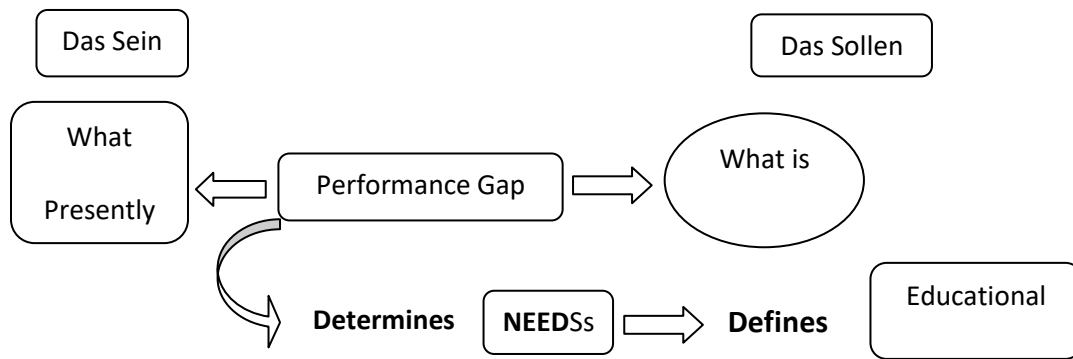 Das Sein
Das Sollen
What
Presently
Performance Gap
What is
Determines
NEEDSs
Defines
Educational